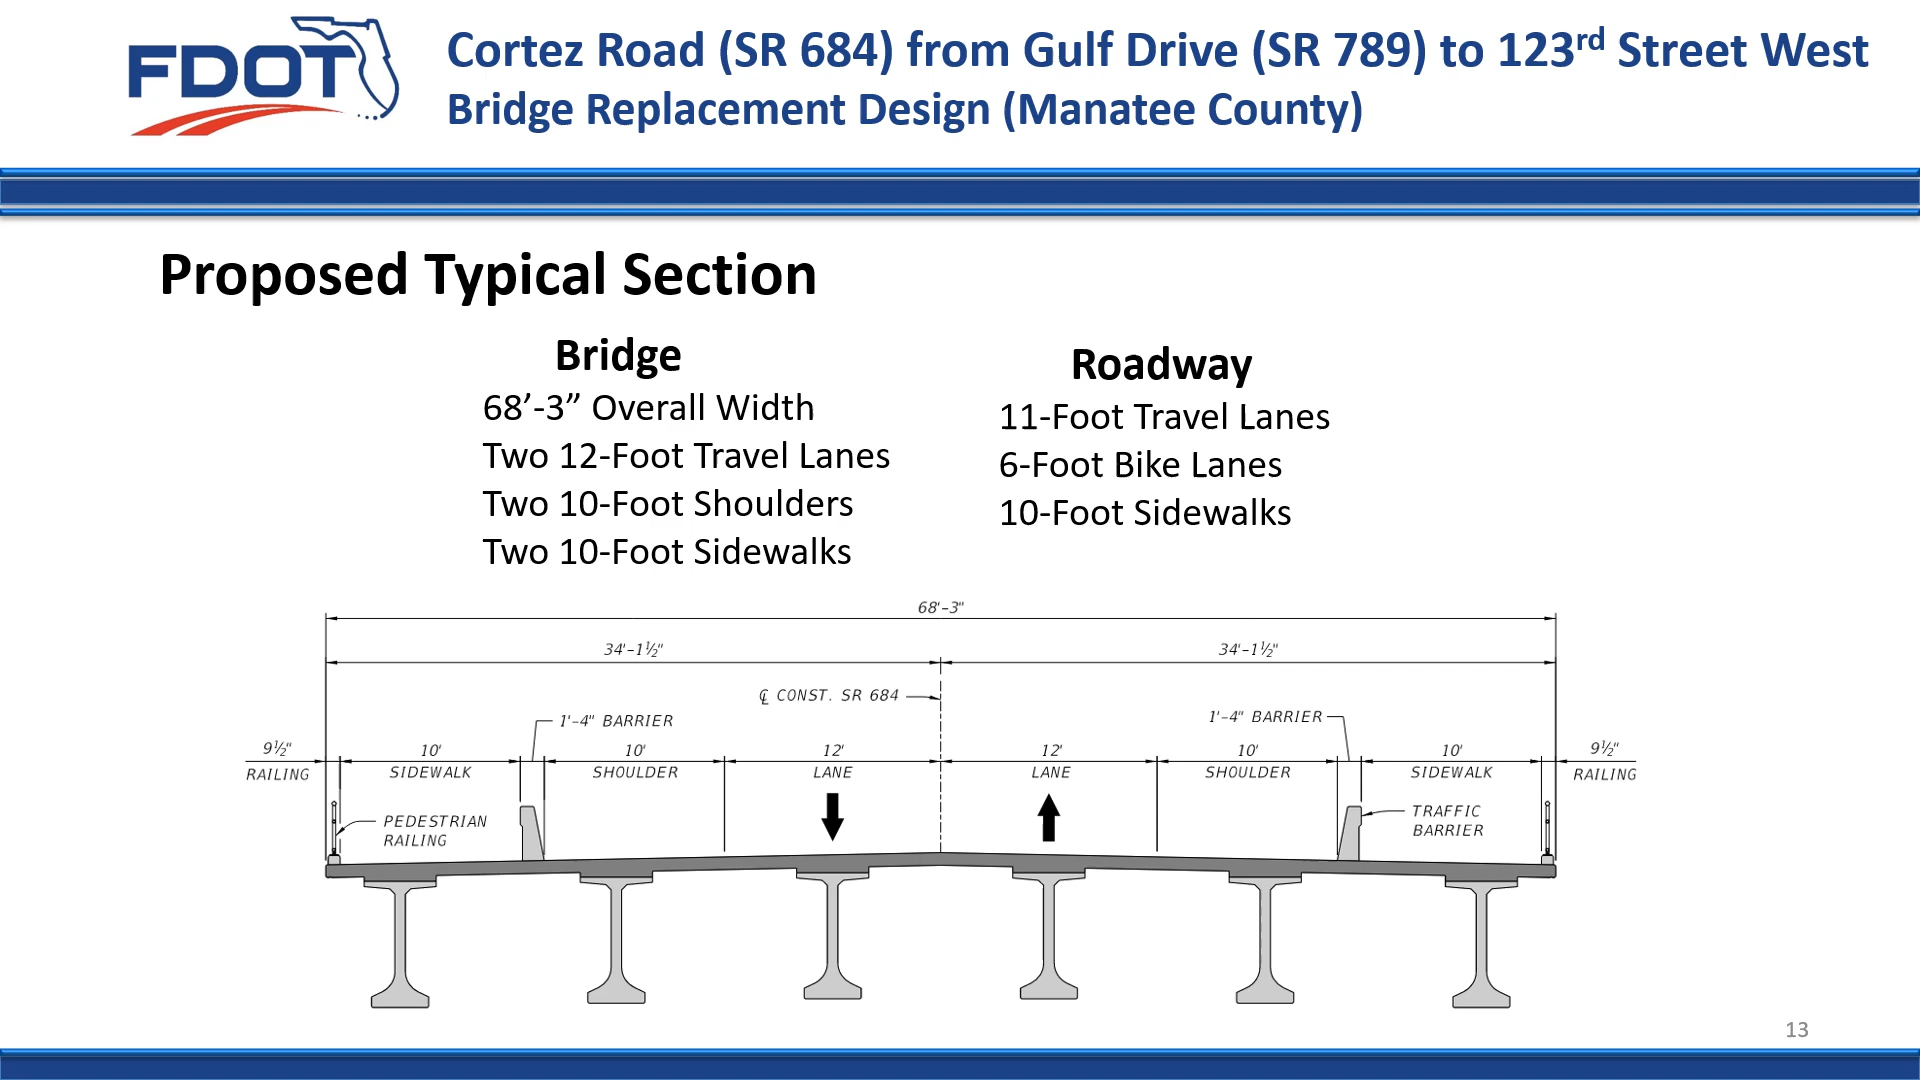 FDOT
Cortez Road (SR 684) from Gulf Drive (SR 789) to 123rd Street West
Bridge Replacement Design (Manatee County)
Proposed Typical Section
Bridge
68’-3” Overall Width
Two 12-Foot Travel Lanes
Two 10-Foot Shoulders
Two 10-Foot Sidewalks
Roadway
11-Foot Travel Lanes
6-Foot Bike Lanes
10-Foot Sidewalks
68'-3"
34'-1½" 34'-1½"
℄ CONST. SR 684
1'-4" BARRIER 1'-4" BARRIER
9½" 10' 10' 12' 12' 10' 10' 9½"
RAILING SIDEWALK SHOULDER LANE LANE SHOULDER SIDEWALK RAILING
PEDESTRIAN
RAILING
TRAFFIC
BARRIER
13